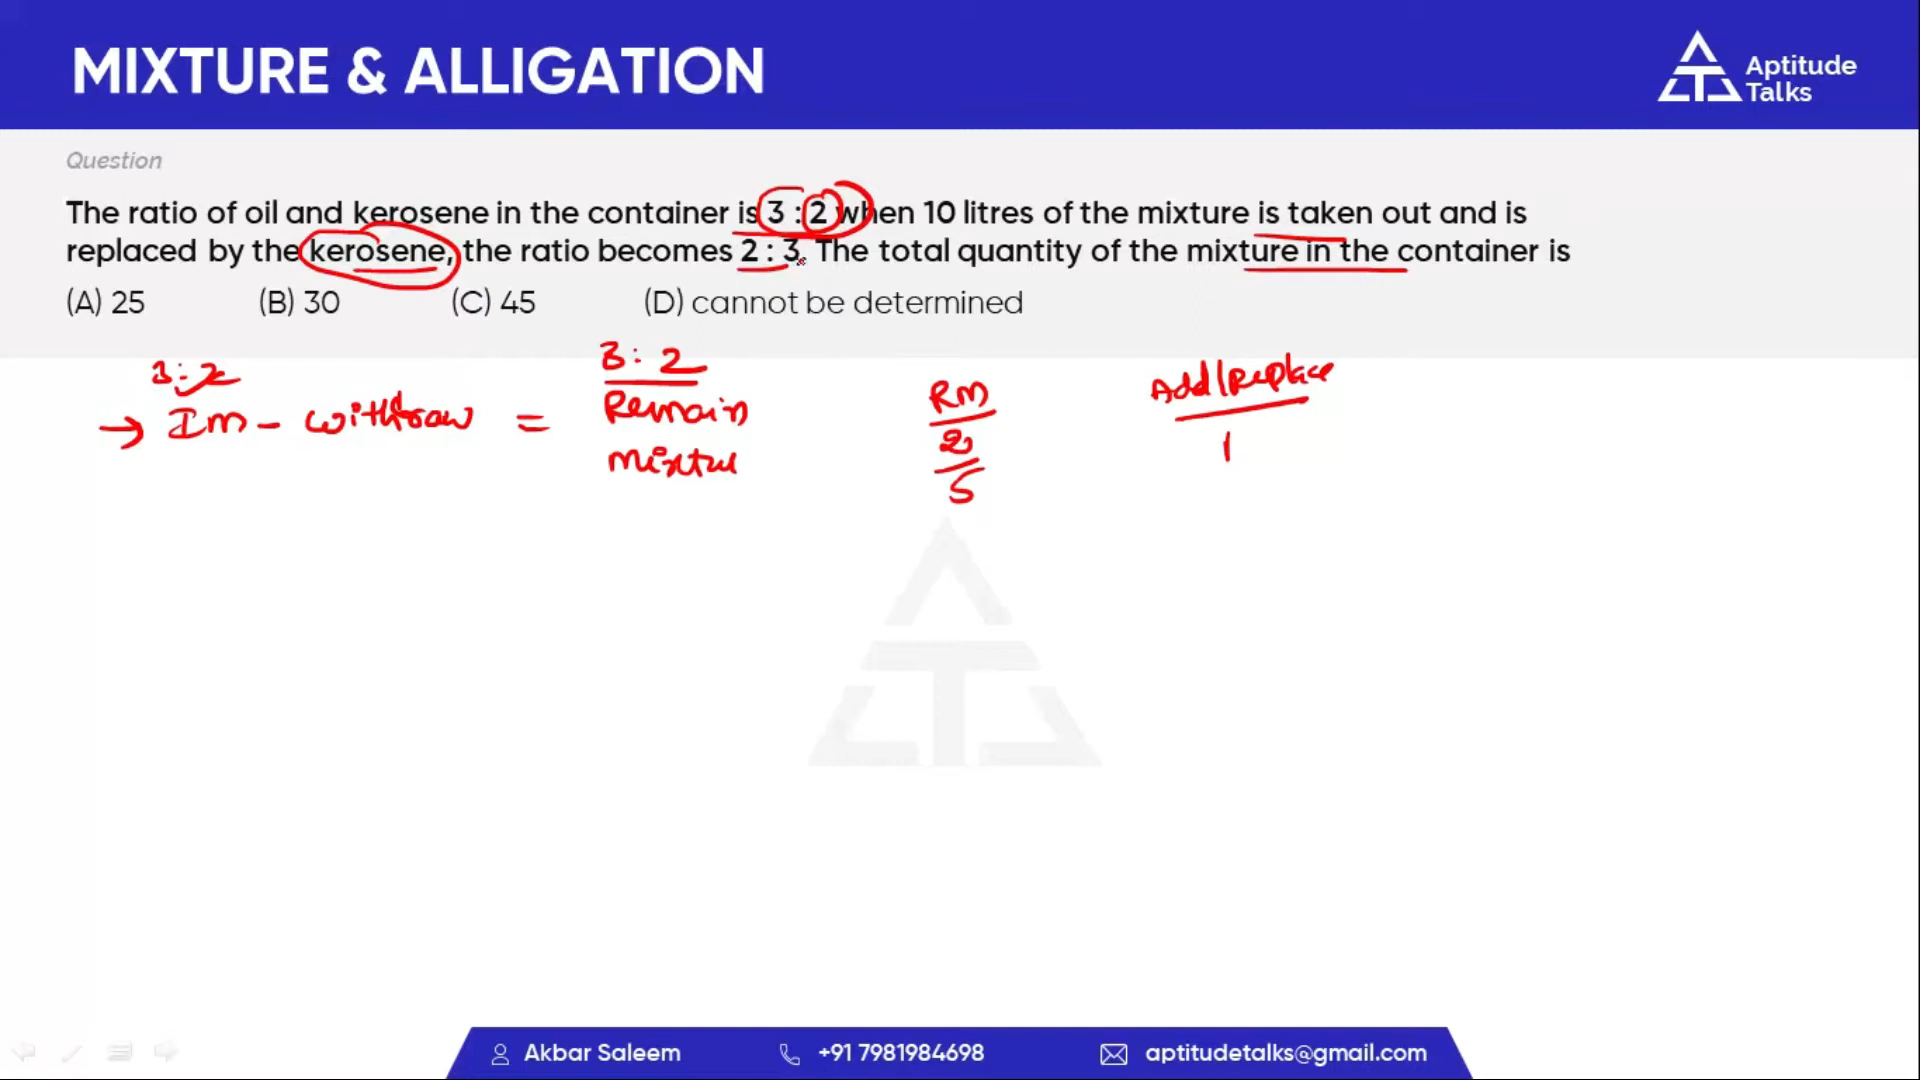 MIXTURE & ALLIGATION
Aptitude
Talks
Question
The ratio of oil and kerosene in the container is 3 : 2 when 10 litres of the mixture is taken out and is
replaced by the kerosene, the ratio becomes 2 : 3. The total quantity of the mixture in the container is
(A) 25 (B) 30 (C) 45 (D) cannot be determined
3:2
→ Im - withdraw =
3:2
Remain
mixture
RM
2
5
Add/Replace
1
Akbar Saleem
+91 7981984698
aptitudetalks@gmail.com